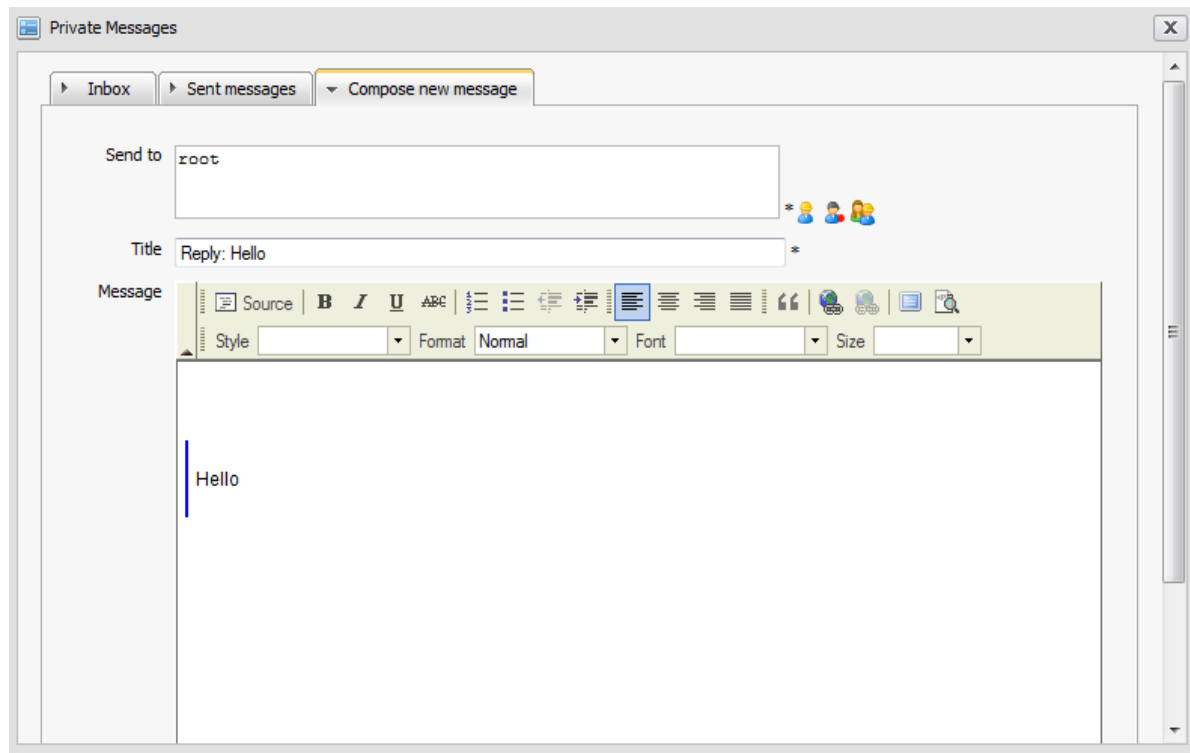 Private Messages
Inbox Sent messages Compose new message
Send to root
*
Title Reply: Hello *
Message Source B I U ABC
Style Format Normal Font Size
Hello